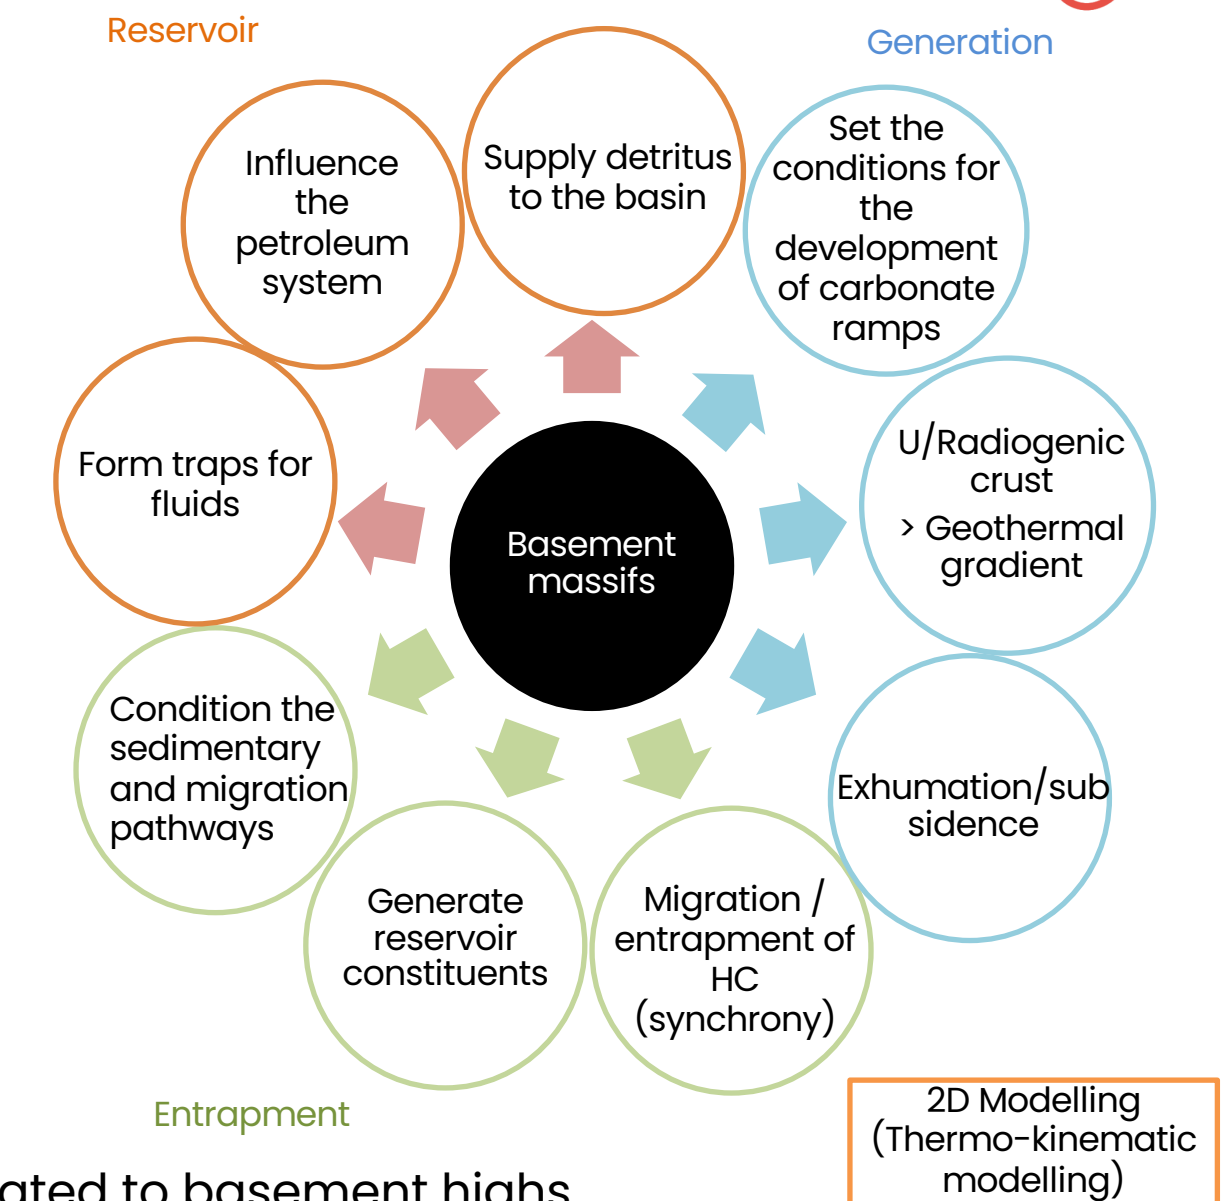 Reservoir
Generation
Influence
the
petroleum
system
Supply detritus
to the basin
Set the
conditions for
the
development
of carbonate
ramps
Form traps for
fluids
U/Radiogenic
crust
> Geothermal
gradient
Basement
massifs
Condition the
sedimentary
and migration
pathways
Exhumation/sub
sidence
Generate
reservoir
constituents
Migration /
entrapment of
HC
(synchrony)
Entrapment
2D Modelling
(Thermo-kinematic
modelling)
ated to basement highs